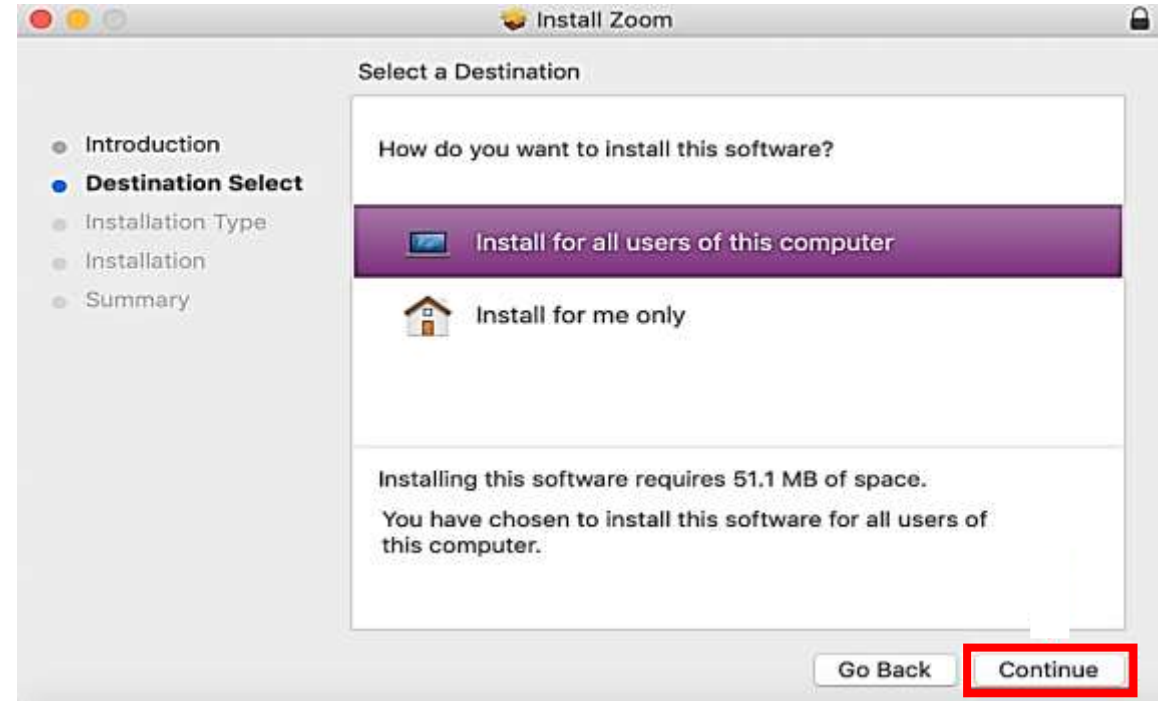 Install Zoom
Select a Destination
Introduction
Destination Select
Installation Type
Installation
Summary
How do you want to install this software?
Install for all users of this computer
Install for me only
Installing this software requires 51.1 MB of space.
You have chosen to install this software for all users of
this computer.
Go Back
Continue